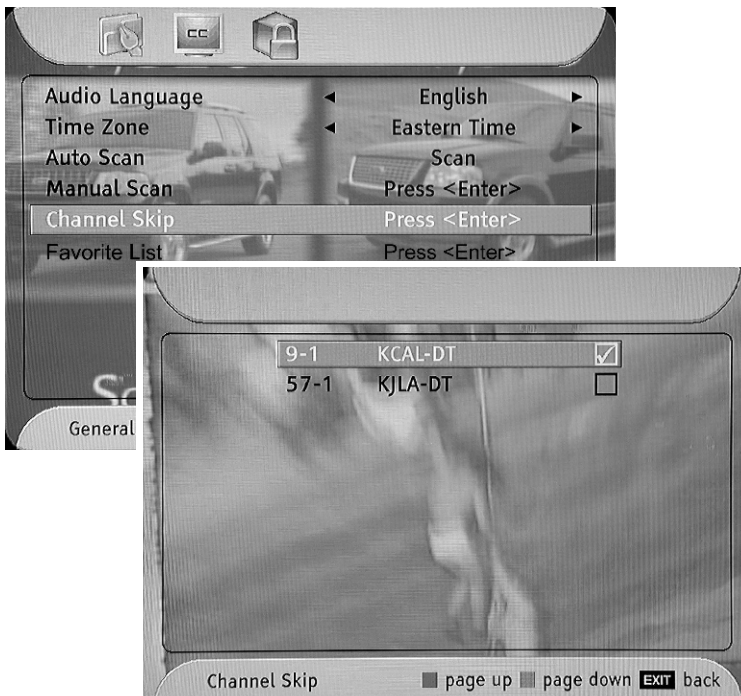 CC
Audio Language ◄ English ►
Time Zone ◄ Eastern Time ►
Auto Scan Scan
Manual Scan Press <Enter>
Channel Skip Press <Enter>
Favorite List Press <Enter>
General
9-1 KCAL-DT ✓
57-1 KJLA-DT
Channel Skip page up page down EXIT back